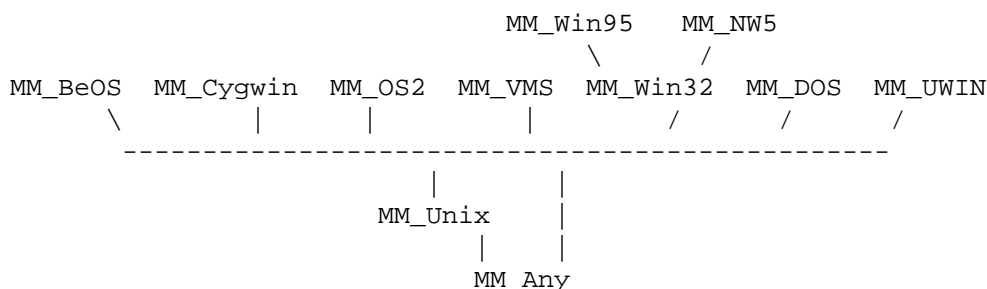 MM_Win95 MM_NW5
MM_BeOS MM_Cygwin MM_OS2 MM_VMS MM_Win32 MM_DOS MM_UWIN
MM_Unix
MM_Any